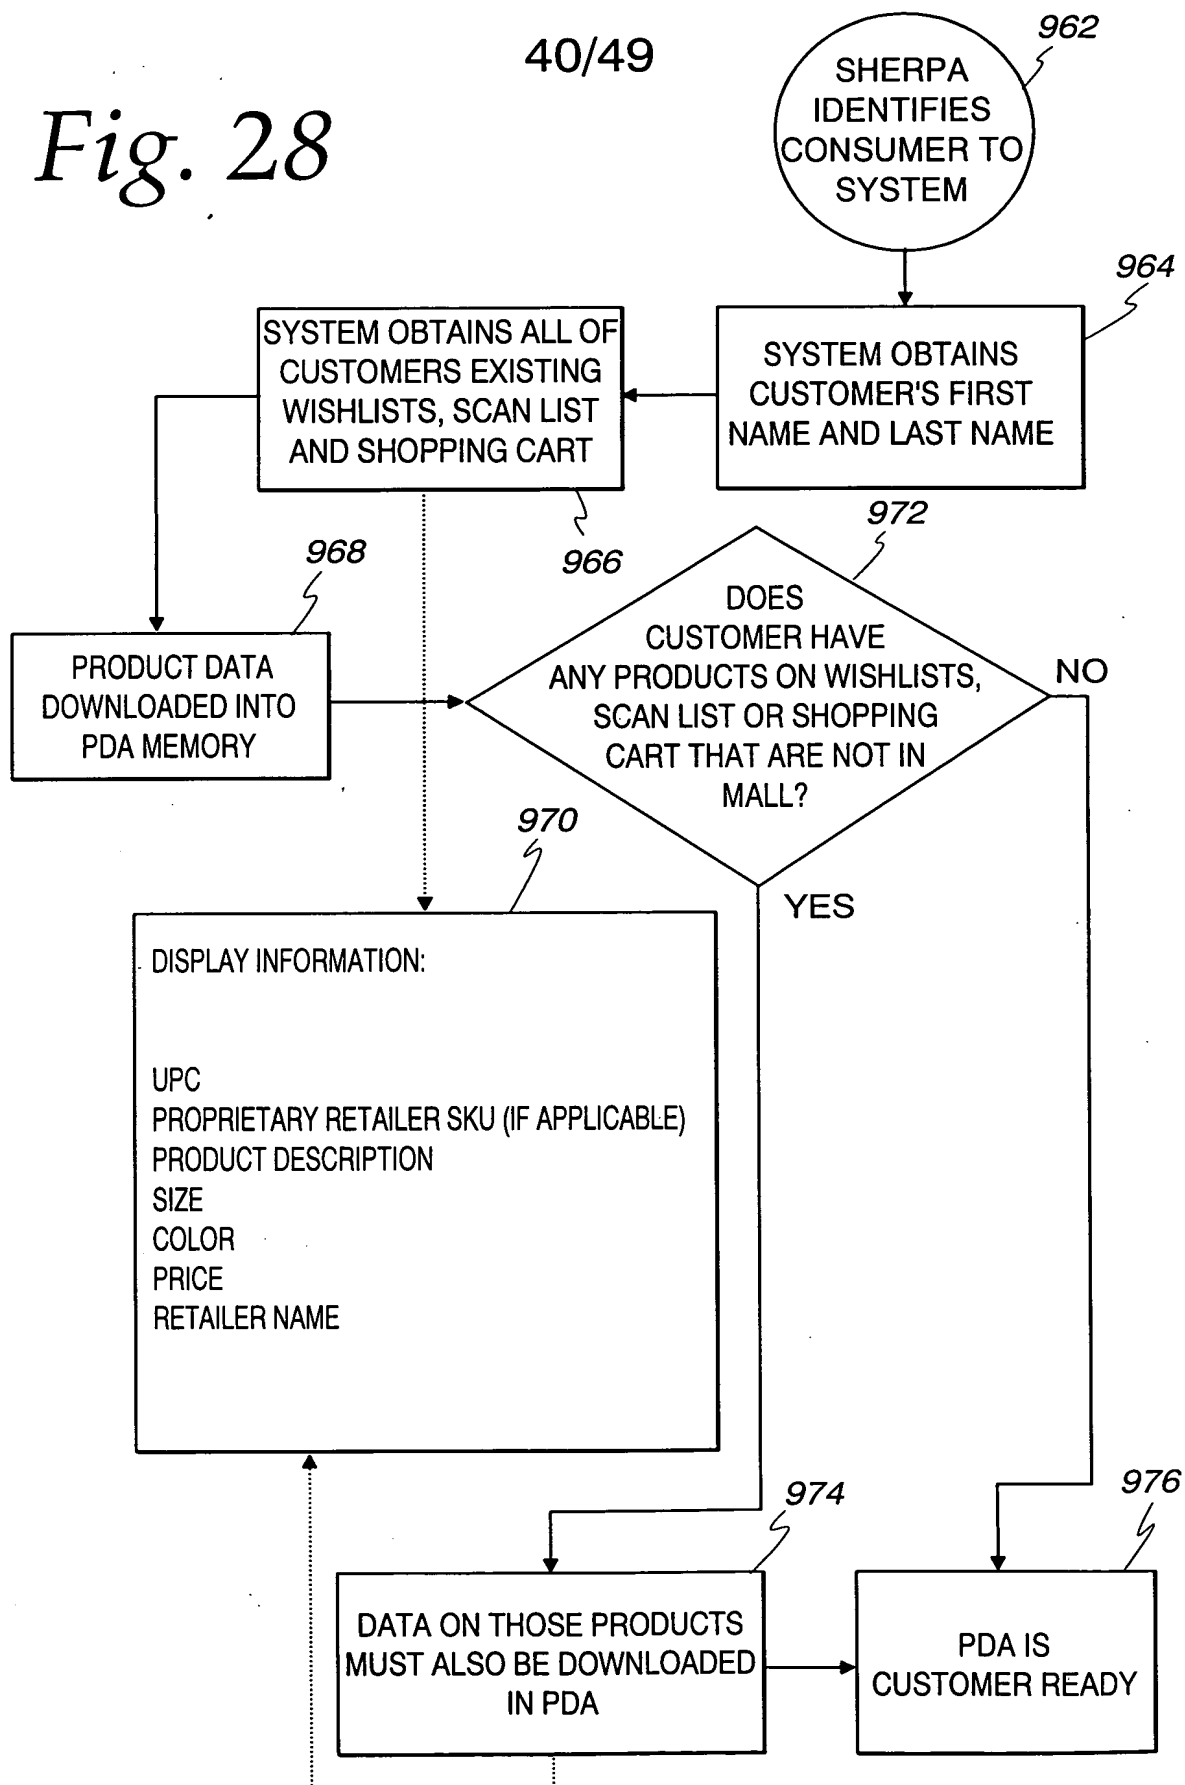 40/49
Fig. 28
962
SHERPA
IDENTIFIES
CONSUMER TO
SYSTEM
964
SYSTEM OBTAINS
CUSTOMER'S FIRST
NAME AND LAST NAME
SYSTEM OBTAINS ALL OF
CUSTOMERS EXISTING
WISHLISTS, SCAN LIST
AND SHOPPING CART
966
968
PRODUCT DATA
DOWNLOADED INTO
PDA MEMORY
972
DOES
CUSTOMER HAVE
ANY PRODUCTS ON WISHLISTS,
SCAN LIST OR SHOPPING
CART THAT ARE NOT IN
MALL?
NO
YES
970
DISPLAY INFORMATION:
UPC
PROPRIETARY RETAILER SKU (IF APPLICABLE)
PRODUCT DESCRIPTION
SIZE
COLOR
PRICE
RETAILER NAME
974
DATA ON THOSE PRODUCTS
MUST ALSO BE DOWNLOADED
IN PDA
976
PDA IS
CUSTOMER READY